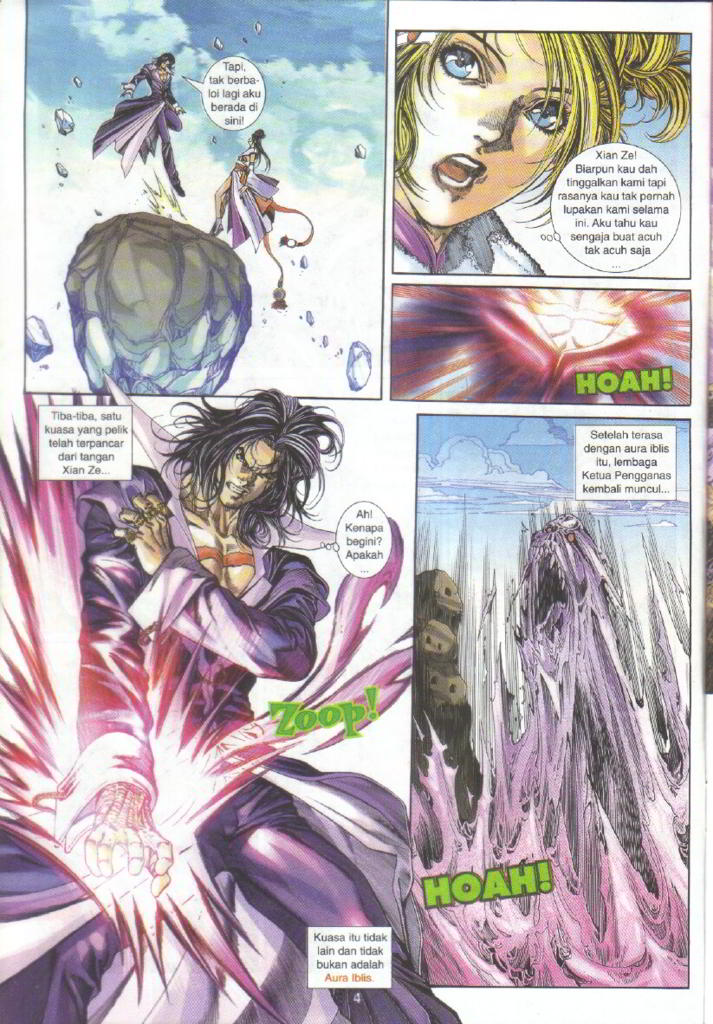 Tapi,
tak berba-
loi lagi aku
berada di
sini!
Xian Ze!
Biarpun kau dah
tinggalkan kami tapi
rasanya kau tak pernah
lupakan kami selama
ini. Aku tahu kau
sengaja buat acuh
tak acuh saja
...
HOAH!
Tiba-tiba, satu
kuasa yang pelik
telah terpancar
dari tangan
Xian Ze...
Ah!
Kenapa
begini?
Apakah
...
Zoop!
Kuasa itu tidak
lain dan tidak
bukan adalah
Aura Iblis.
Setelah terasa
dengan aura iblis
itu, lembaga
Ketua Pengganas
kembali muncul...
HOAH!
4